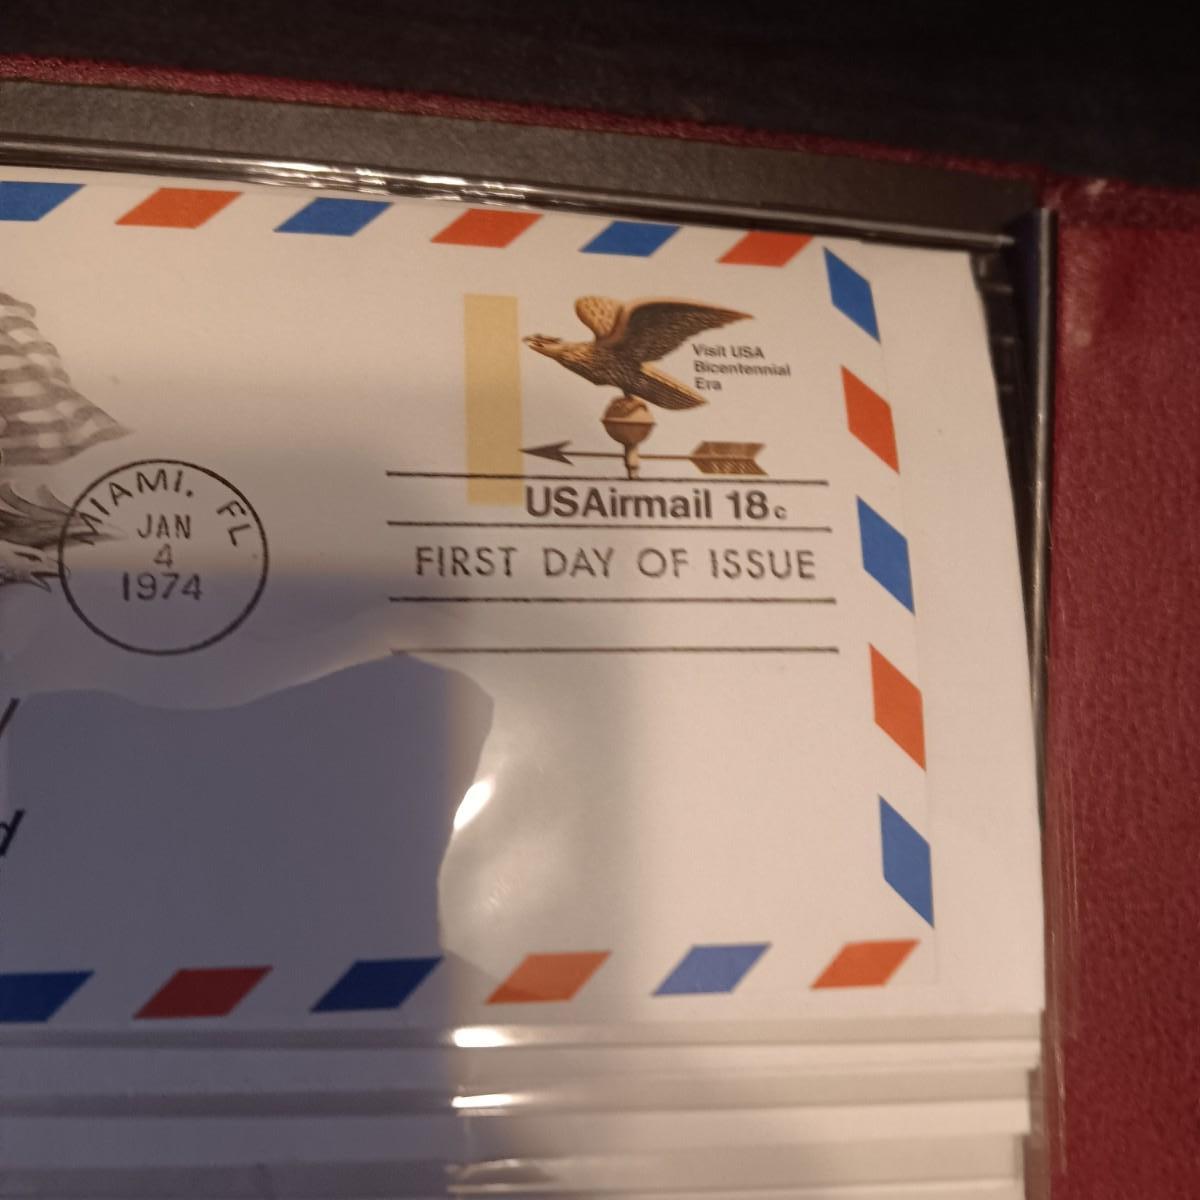 Visit USA
Bicentennial
Era
USAirmail 18c
MIAMI, FL
JAN
4
1974
FIRST DAY OF ISSUE